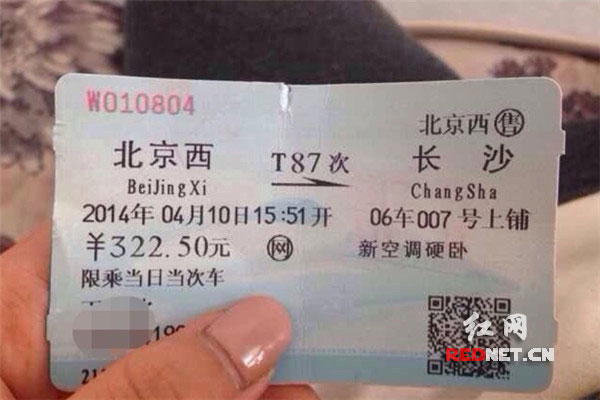 W010804
北京西 售
北京西 T87次 长沙
BeiJingXi ChangSha
2014年 04月10日15:51开 06车007号上铺
￥322.50元 网 新空调硬卧
限乘当日当次车
红网
REDNET.CN